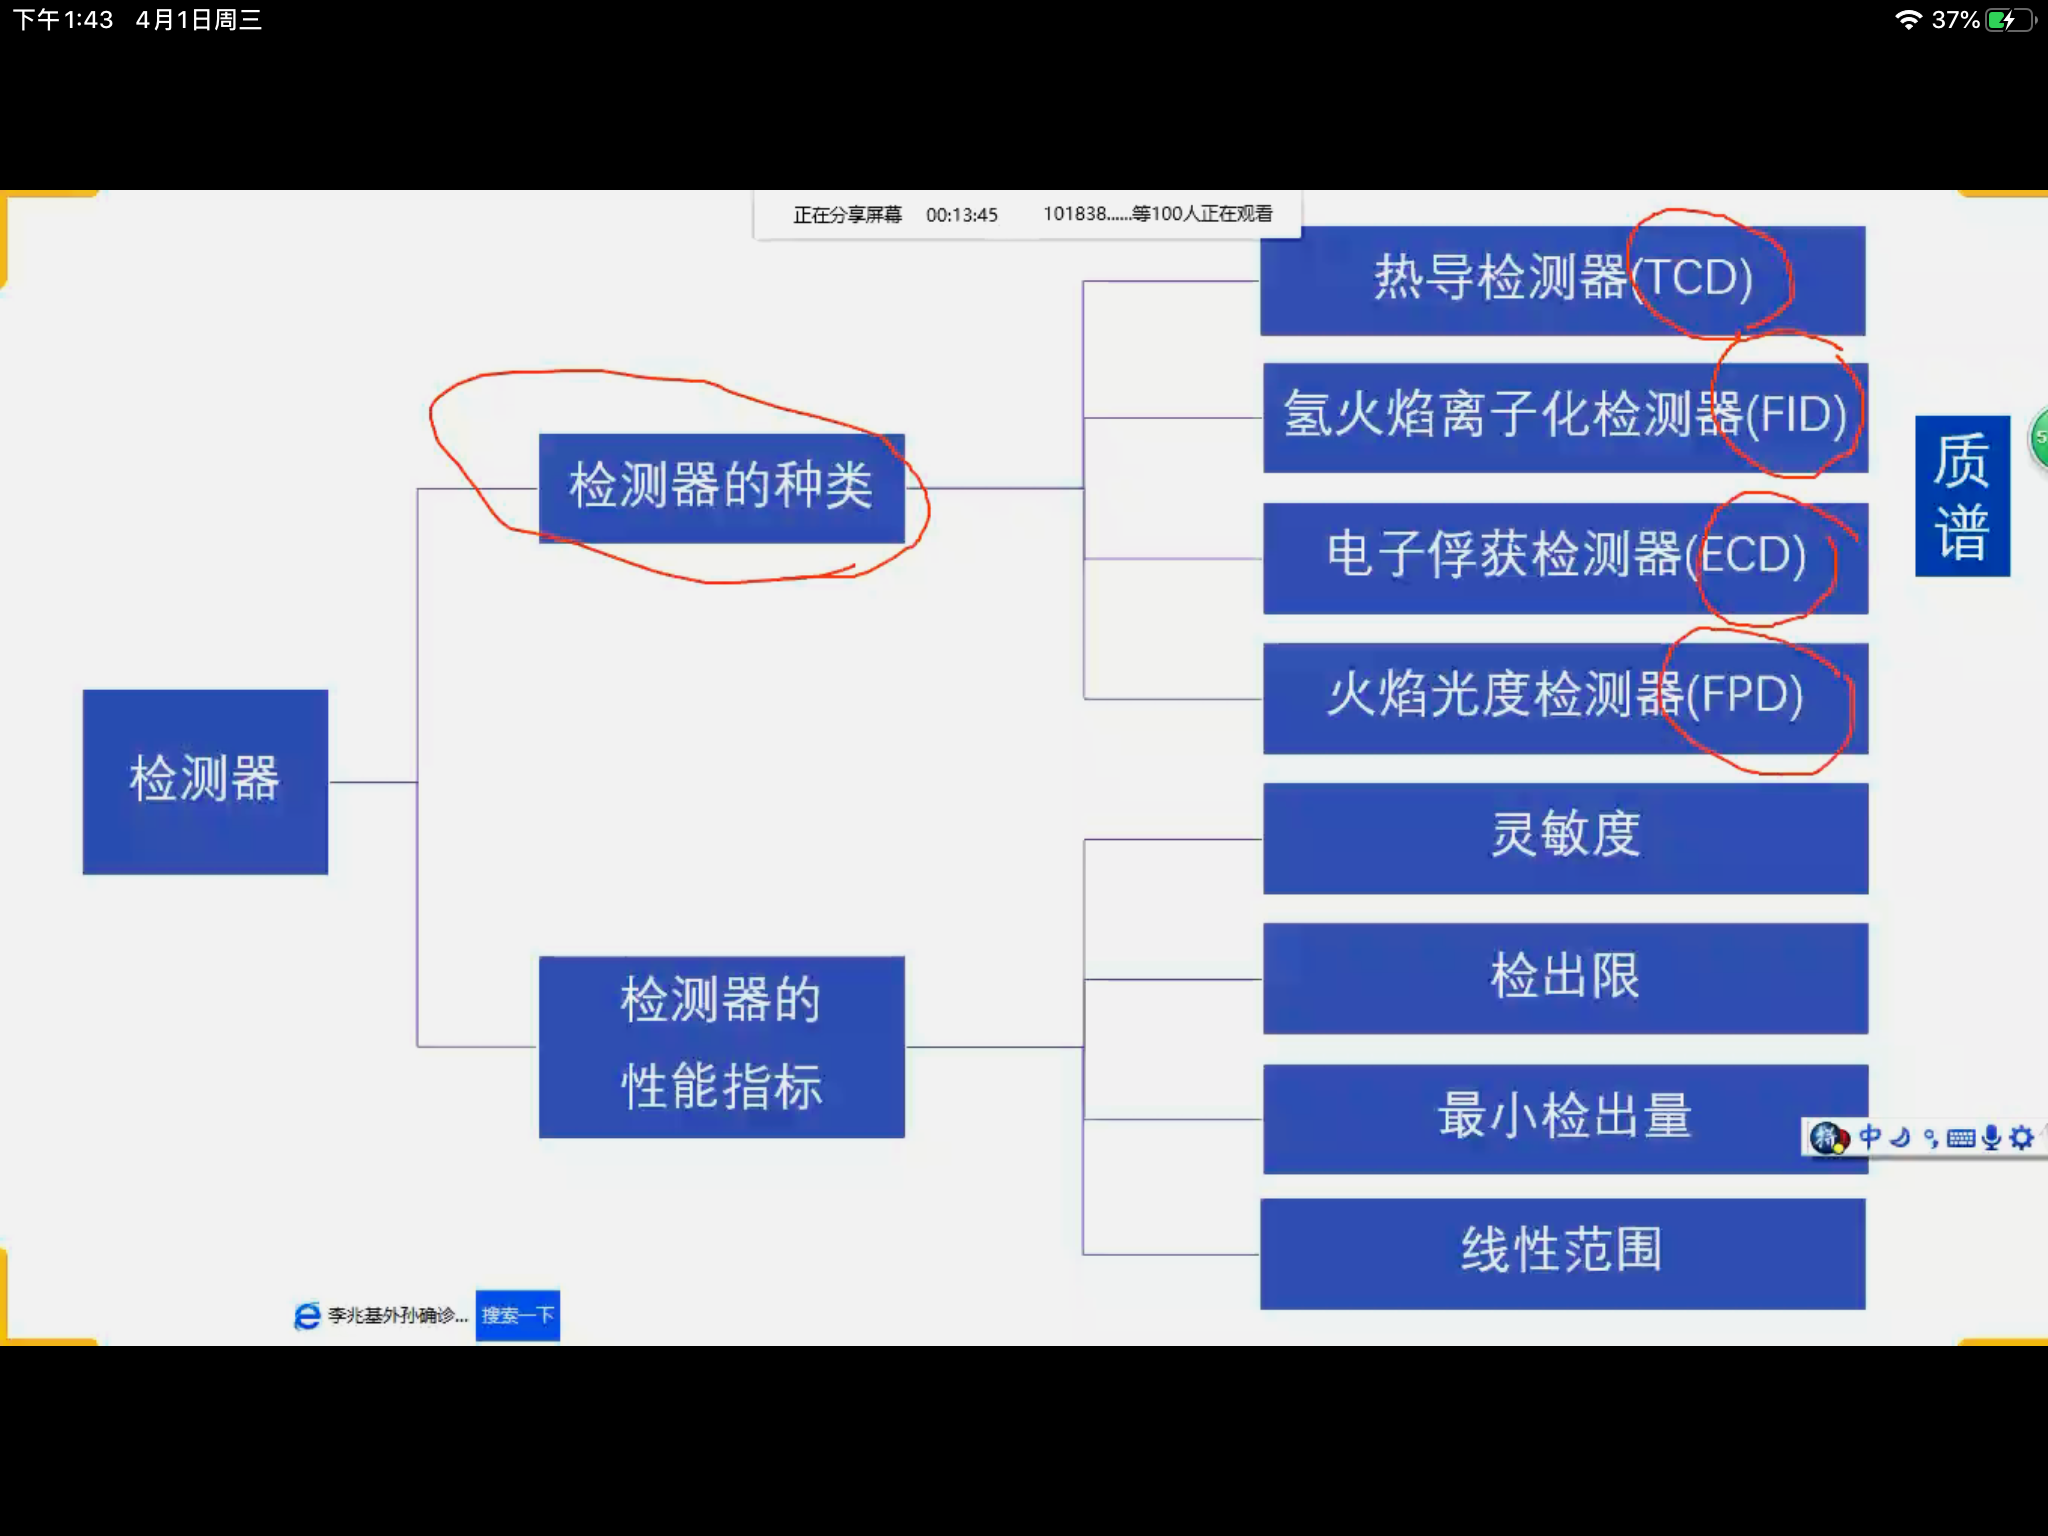 下午1:43 4月1日周三
37%
正在分享屏幕 00:13:45 101838......等100人正在观看
热导检测器(TCD)
氢火焰离子化检测器(FID)
检测器的种类
电子俘获检测器(ECD)
质
谱
火焰光度检测器(FPD)
检测器
灵敏度
检出限
检测器的
性能指标
最小检出量
中
线性范围
李兆基外孙确诊... 搜索一下